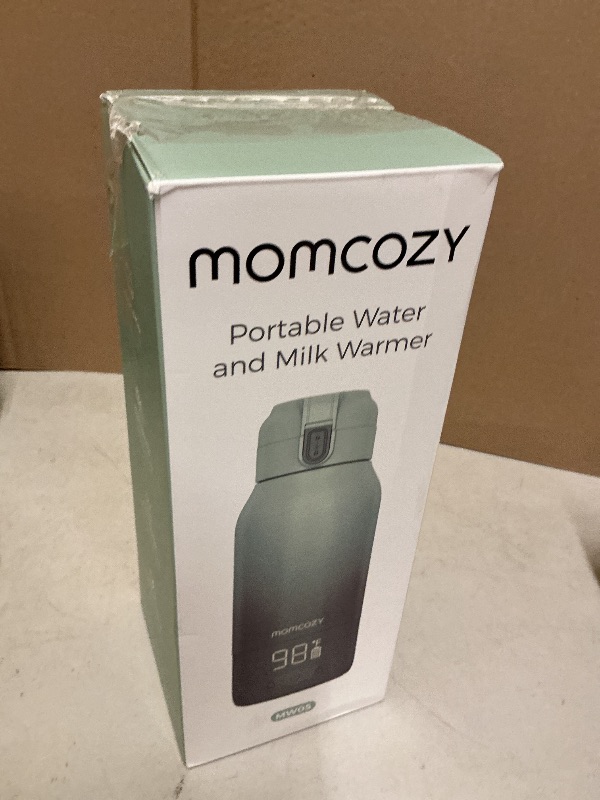 momcozy
Portable Water
and Milk Warmer
momcozy
98°F
MW05